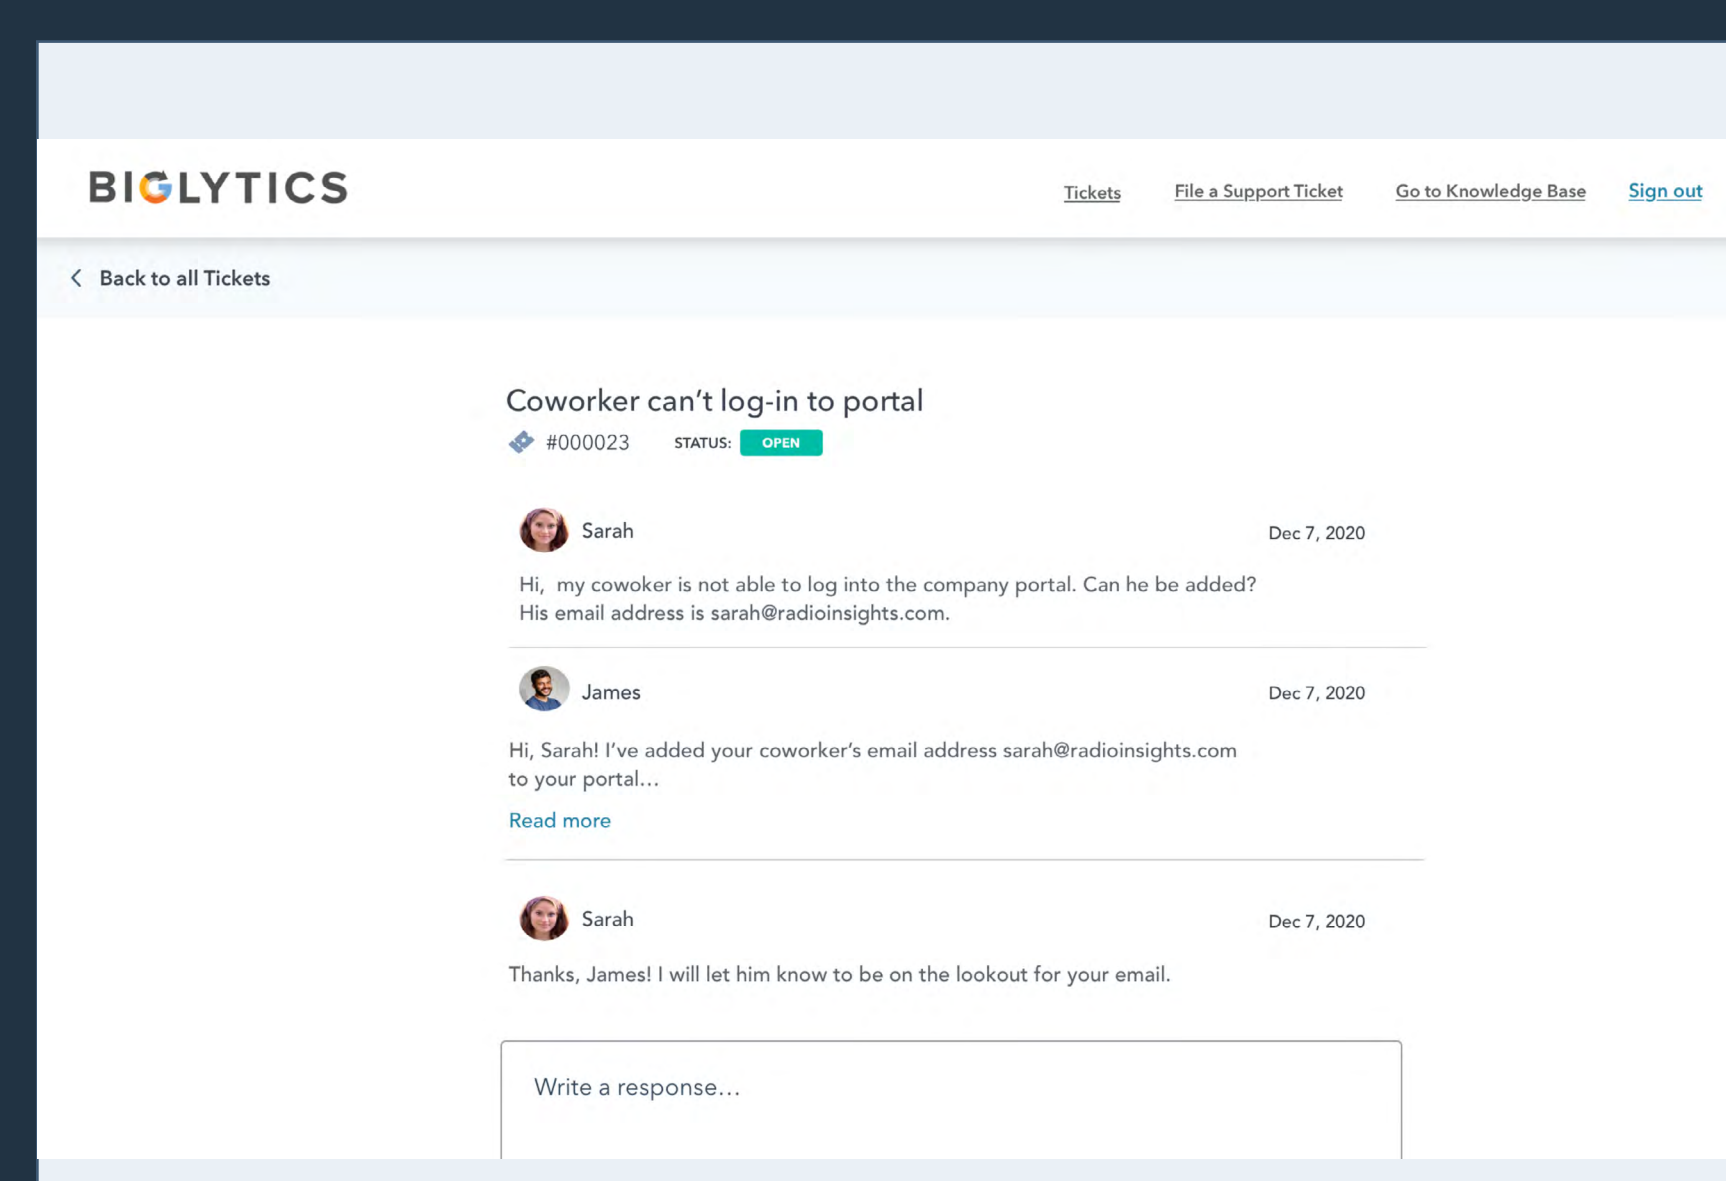 BIGLYTICS
Tickets File a Support Ticket Go to Knowledge Base Sign out
Back to all Tickets
Coworker can’t log-in to portal
#000023 STATUS: OPEN
Sarah Dec 7, 2020
Hi, my cowoker is not able to log into the company portal. Can he be added?
His email address is sarah@radioinsights.com.
James Dec 7, 2020
Hi, Sarah! I’ve added your coworker’s email address sarah@radioinsights.com
to your portal…
Read more
Sarah Dec 7, 2020
Thanks, James! I will let him know to be on the lookout for your email.
Write a response…